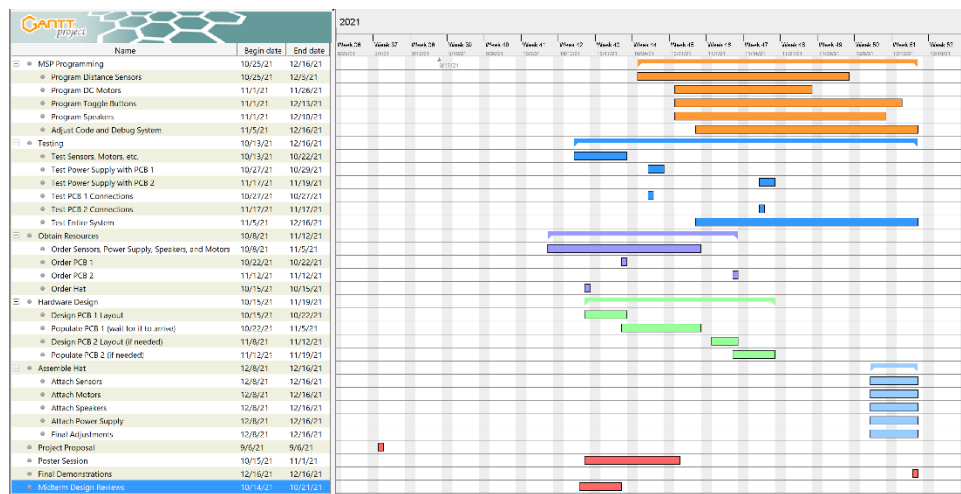 GANTT
project
2021
Name Begin date End date
Week 36 Week 37 Week 38 Week 39 Week 40 Week 41 Week 42 Week 43 Week 44 Week 45 Week 46 Week 47 Week 48 Week 49 Week 50 Week 51 Week 52
MSP Programming 10/25/21 12/16/21
Program Distance Sensors 10/25/21 12/3/21
Program DC Motors 11/1/21 11/26/21
Program Toggle Buttons 11/1/21 12/13/21
Program Speakers 11/1/21 12/10/21
Adjust Code and Debug System 11/5/21 12/16/21
Testing 10/13/21 12/16/21
Test Sensors, Motors, etc. 10/13/21 10/22/21
Test Power Supply with PCB 1 10/27/21 10/29/21
Test Power Supply with PCB 2 11/17/21 11/19/21
Test PCB 1 Connections 10/27/21 10/27/21
Test PCB 2 Connections 11/17/21 11/17/21
Test Entire System 11/5/21 12/16/21
Obtain Resources 10/8/21 11/12/21
Order Sensors, Power Supply, Speakers, and Motors 10/8/21 11/5/21
Order PCB 1 10/22/21 10/22/21
Order PCB 2 11/12/21 11/12/21
Order Hat 10/15/21 10/15/21
Hardware Design 10/15/21 11/19/21
Design PCB 1 Layout 10/15/21 10/22/21
Populate PCB 1 (wait for it to arrive) 10/22/21 11/5/21
Design PCB 2 Layout (if needed) 11/8/21 11/12/21
Populate PCB 2 (if needed) 11/12/21 11/19/21
Assemble Hat 12/8/21 12/16/21
Attach Sensors 12/8/21 12/16/21
Attach Motors 12/8/21 12/16/21
Attach Speakers 12/8/21 12/16/21
Attach Power Supply 12/8/21 12/16/21
Final Adjustments 12/8/21 12/16/21
Project Proposal 9/6/21 9/6/21
Poster Session 10/15/21 11/1/21
Final Demonstrations 12/16/21 12/16/21
Midterm Design Reviews 10/14/21 10/21/21